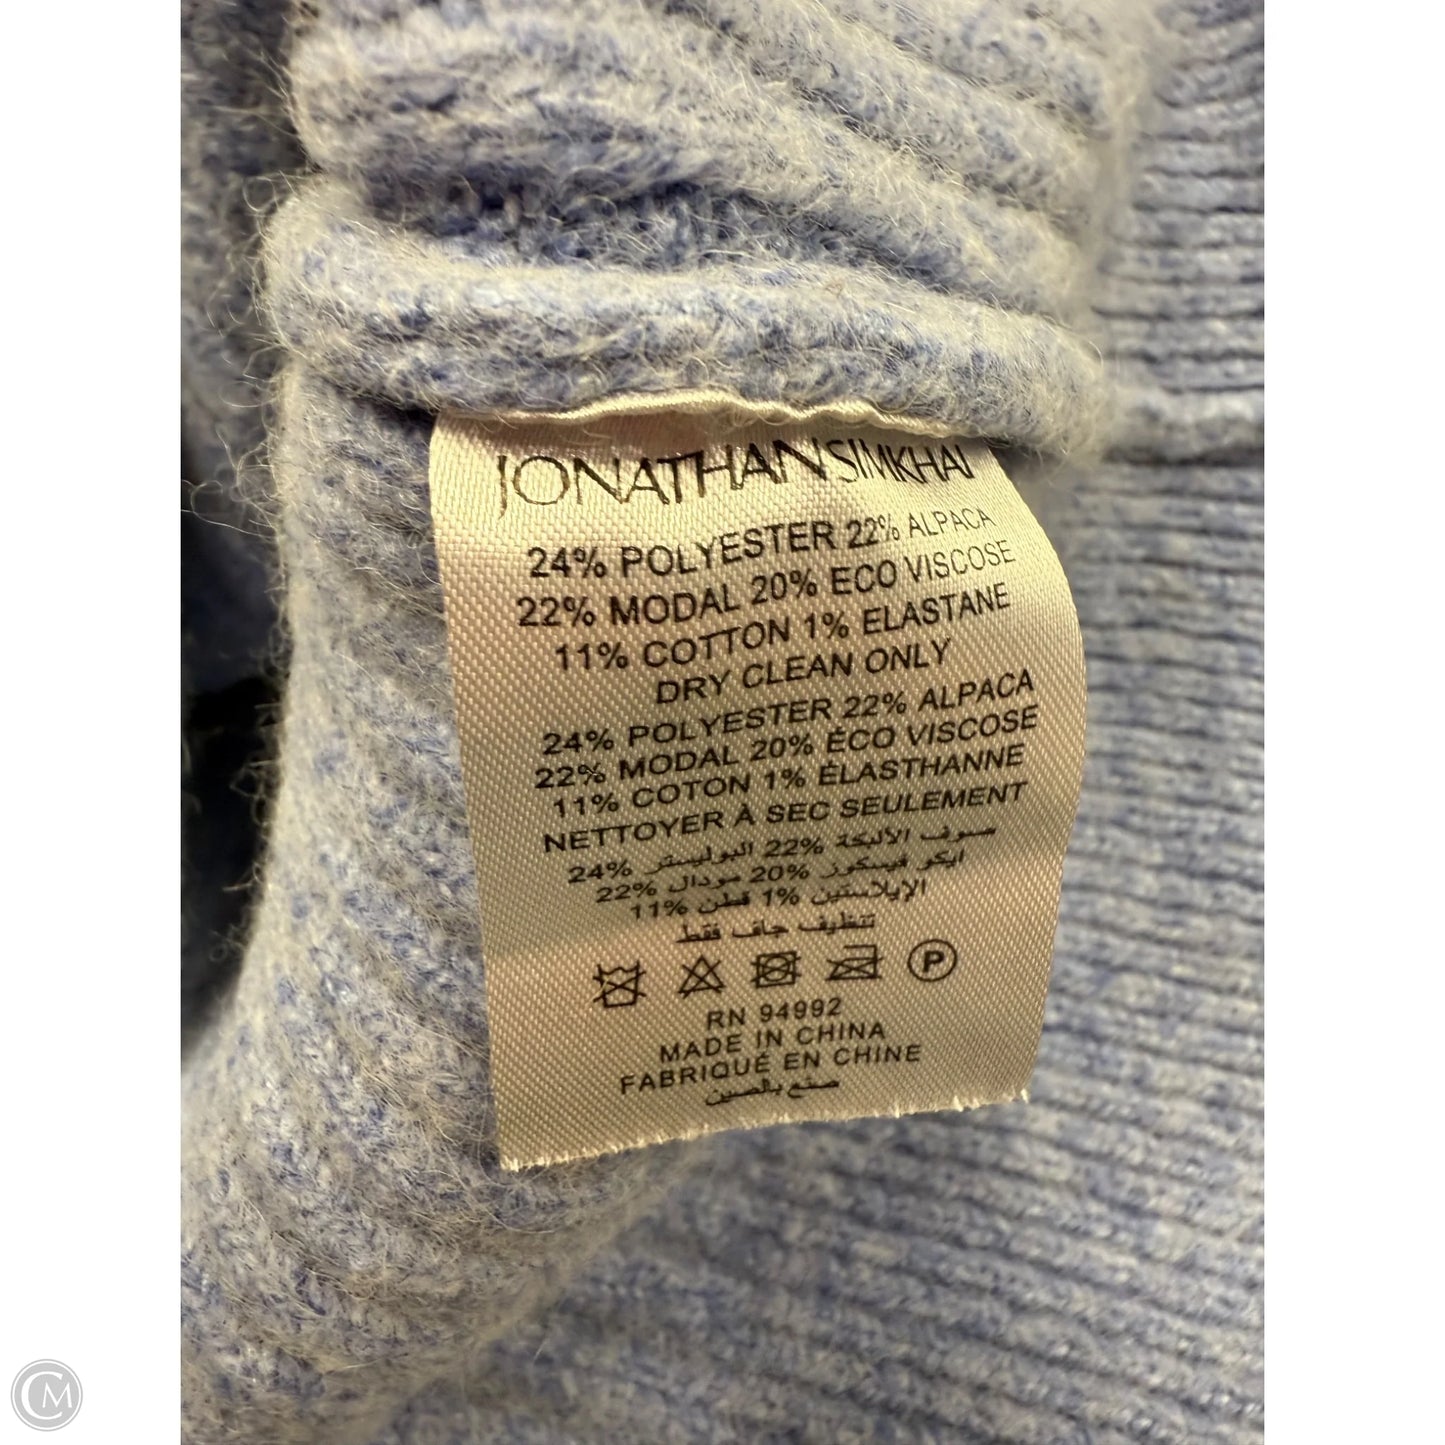 JONATHAN SIMKHAI
24% POLYESTER 22% ALPACA
22% MODAL 20% ECO VISCOSE
11% COTTON 1% ELASTANE
DRY CLEAN ONLY
24% POLYESTER 22% ALPACA
22% MODAL 20% ÉCO VISCOSE
11% COTON 1% ÉLASTHANNE
NETTOYER À SEC SEULEMENT
24% البوليستر 22% صوف الألبكة
22% مودال 20% ايكو فيسكوز
11% قطن 1% الإيلاستين
تنظيف جاف فقط
P
RN 94992
MADE IN CHINA
FABRIQUÉ EN CHINE
صنع بالصين
CM